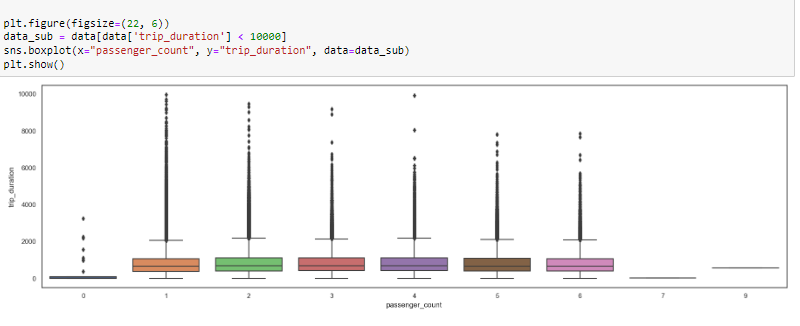 plt.figure(figsize=(22, 6))
data_sub = data[data['trip_duration'] < 10000]
sns.boxplot(x="passenger_count", y="trip_duration", data=data_sub)
plt.show()
10000
8000
6000
4000
2000
0
trip_duration
0 1 2 3 4 5 6 7 9
passenger_count